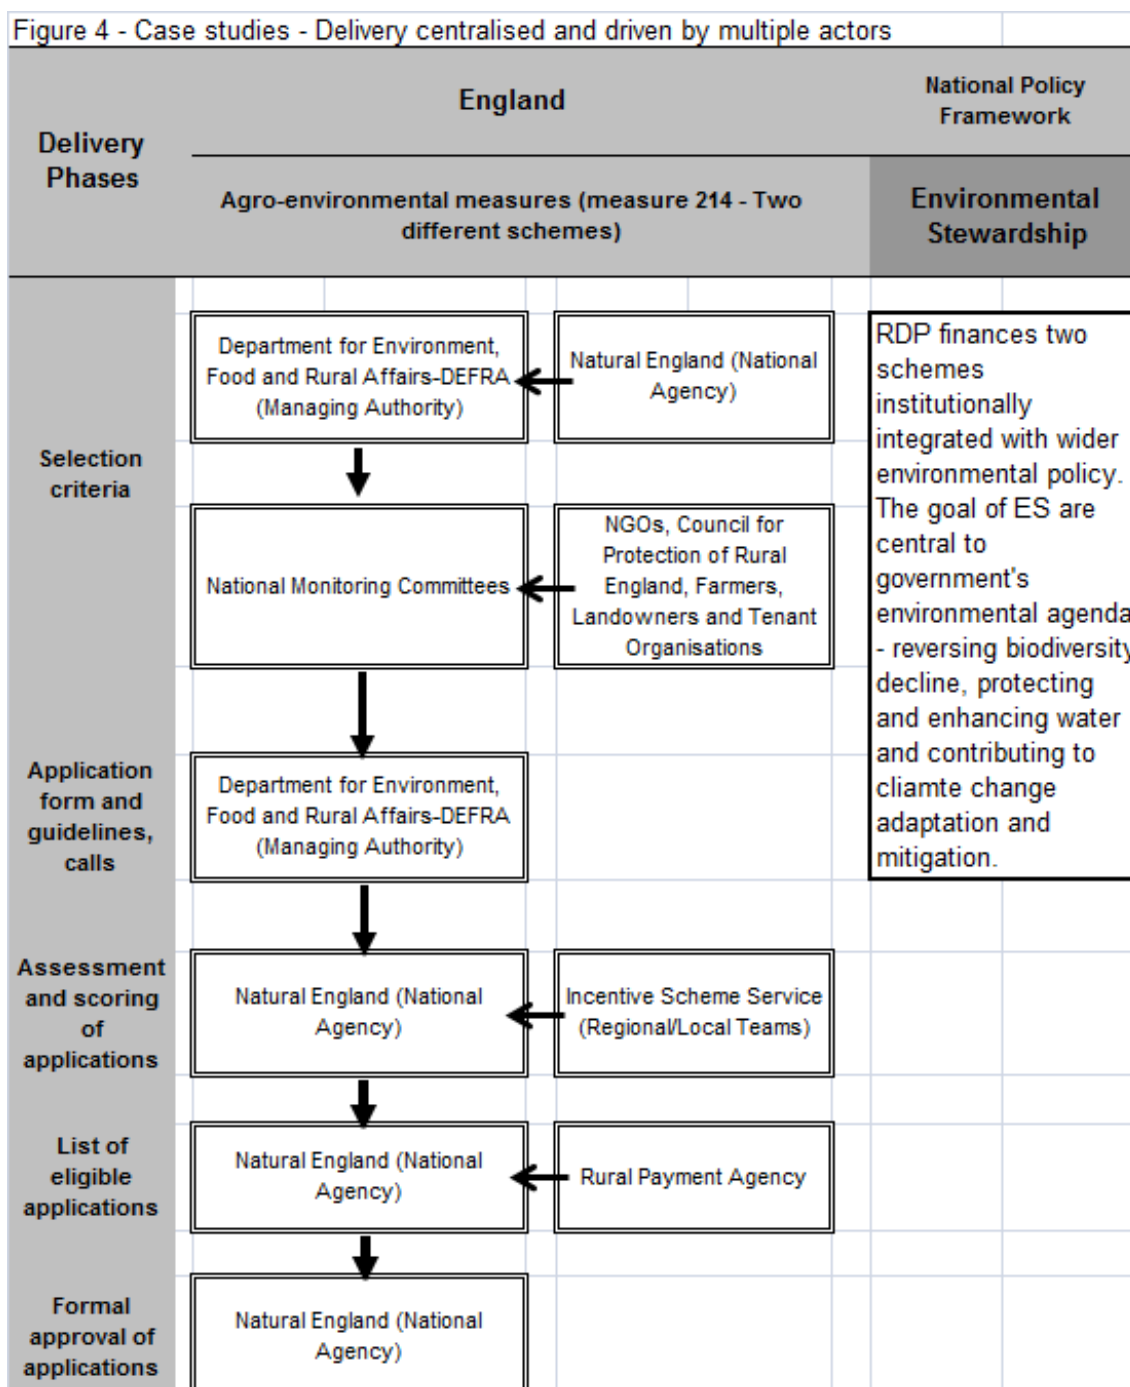 Figure 4 - Case studies - Delivery centralised and driven by multiple actors
Delivery
Phases
England
National Policy
Framework
Agro-environmental measures (measure 214 - Two
different schemes)
Environmental
Stewardship
Selection
criteria
Department for Environment,
Food and Rural Affairs-DEFRA
(Managing Authority)
Natural England (National
Agency)
National Monitoring Committees
NGOs, Council for
Protection of Rural
England, Farmers,
Landowners and Tenant
Organisations
RDP finances two
schemes
institutionally
integrated with wider
environmental policy.
The goal of ES are
central to
government's
environmental agenda
- reversing biodiversity
decline, protecting
and enhancing water
and contributing to
cliamte change
adaptation and
mitigation.
Application
form and
guidelines,
calls
Department for Environment,
Food and Rural Affairs-DEFRA
(Managing Authority)
Assessment
and scoring
of
applications
Natural England (National
Agency)
Incentive Scheme Service
(Regional/Local Teams)
List of
eligible
applications
Natural England (National
Agency)
Rural Payment Agency
Formal
approval of
applications
Natural England (National
Agency)